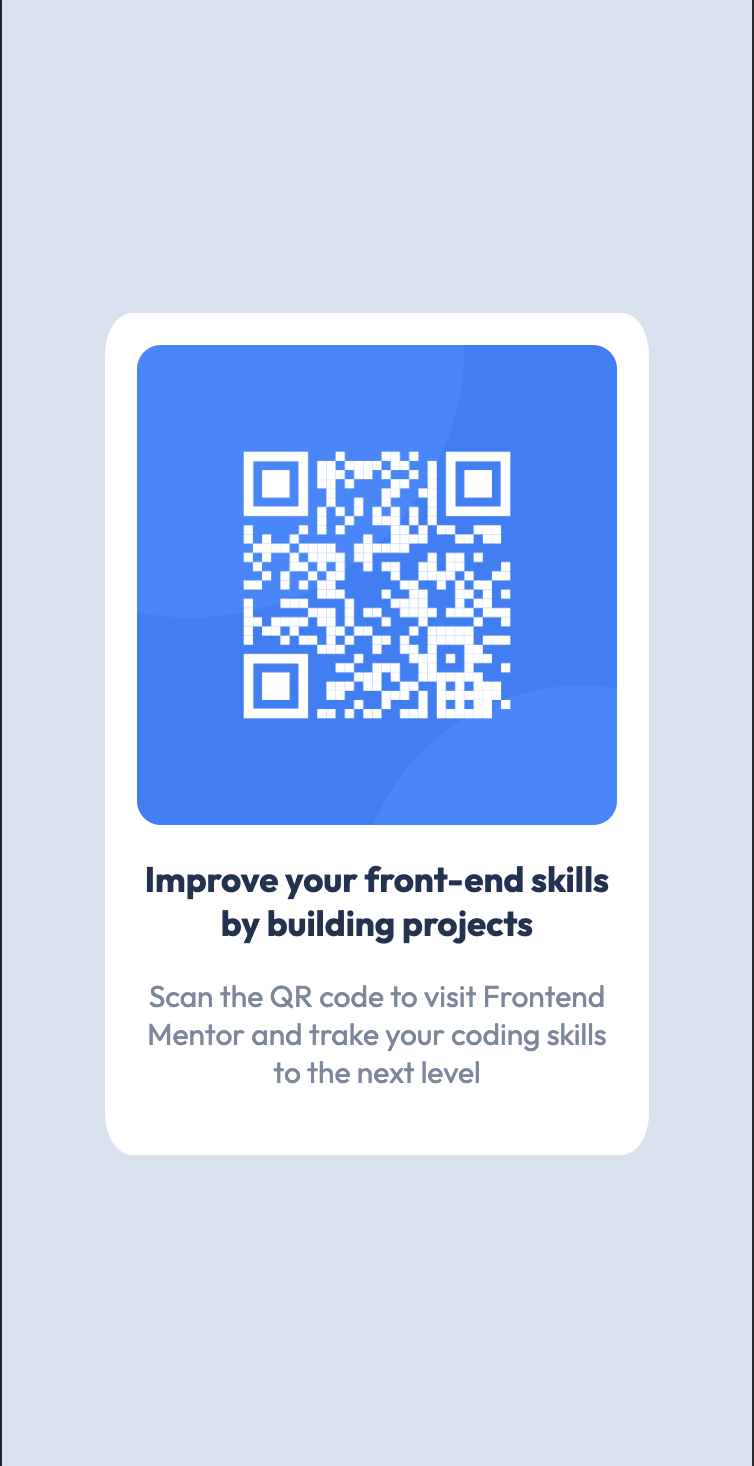 Improve your front-end skills
by building projects
Scan the QR code to visit Frontend
Mentor and trake your coding skills
to the next level